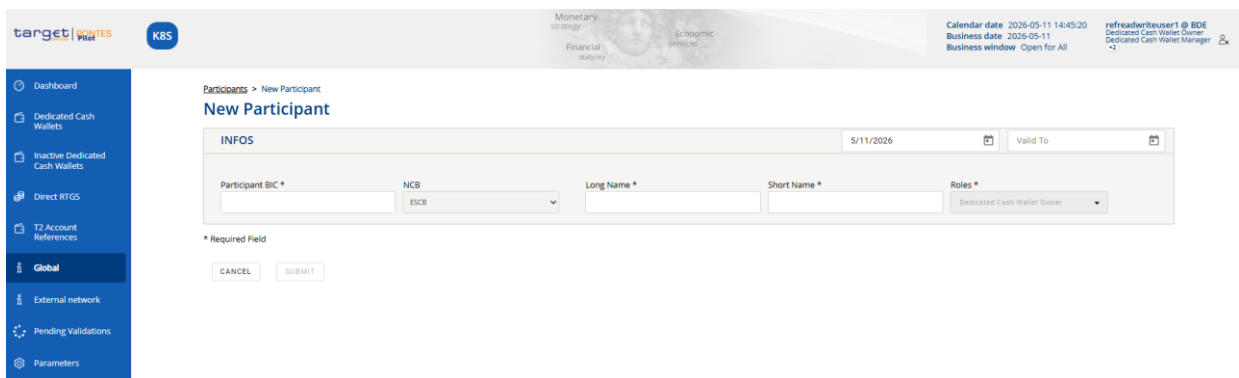 target | PONTES
Pilot
K8S
Monetary
strategy
Economic
services
Financial
stability
Calendar date 2026-05-11 14:45:20
Business date 2026-05-11
Business window Open for All
refreadwriteuser1 @ BDE
Dedicated Cash Wallet Owner
Dedicated Cash Wallet Manager
+2
Dashboard
Dedicated Cash
Wallets
Inactive Dedicated
Cash Wallets
Direct RTGS
T2 Account
References
Global
External network
Pending Validations
Parameters
Participants > New Participant
New Participant
INFOS
5/11/2026
Valid To
Participant BIC *
NCB
Long Name *
Short Name *
Roles *
ESCB
Dedicated Cash Wallet Owner
* Required Field
CANCEL
SUBMIT